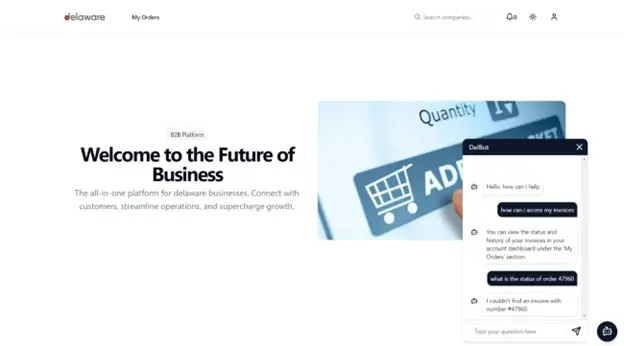 delaware
My Orders
Search companies...
0
B2B Platform
Welcome to the Future of
Business
The all-in-one platform for delaware businesses. Connect with
customers, streamline operations, and supercharge growth.
Quantity
ADD
KET
DelBot
Hello, how can I help
how can i access my invoices
You can view the status and
history of your invoices in your
account dashboard under the 'My
Orders' section.
what is the status of order 47960
I couldn't find an invoice with
number #47960.
Type your question here